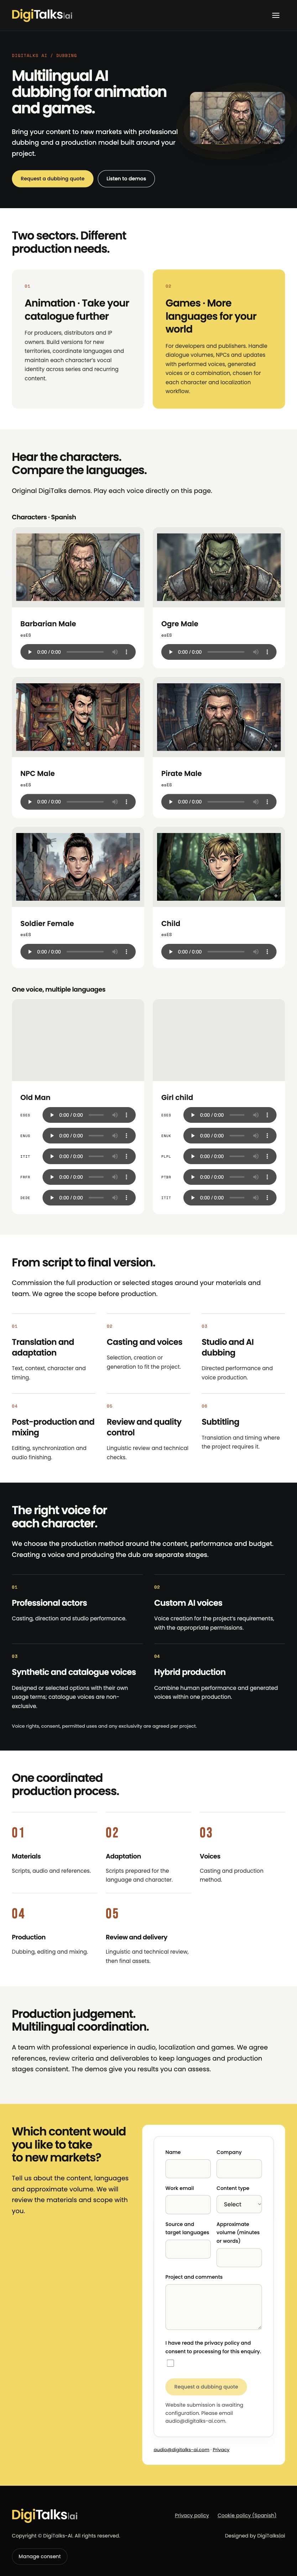 DigiTalks|ai
DIGITALKS AI / DUBBING
Multilingual AI
dubbing for animation
and games.
Bring your content to new markets with professional
dubbing and a production model built around your
project.
Request a dubbing quote
Listen to demos
Two sectors. Different
production needs.
01
Animation · Take your
catalogue further
For producers, distributors and IP
owners. Build versions for new
territories, coordinate languages and
maintain each character's vocal
identity across series and recurring
content.
02
Games · More
languages for your
world
For developers and publishers. Handle
dialogue volumes, NPCs and updates
with performed voices, generated
voices or a combination, chosen for
each character and localization
workflow.
Hear the characters.
Compare the languages.
Original DigiTalks demos. Play each voice directly on this page.
Characters · Spanish
Barbarian Male
esES
0:00 / 0:00
Ogre Male
esES
0:00 / 0:00
NPC Male
esES
0:00 / 0:00
Pirate Male
esES
0:00 / 0:00
Soldier Female
esES
0:00 / 0:00
Child
esES
0:00 / 0:00
One voice, multiple languages
Old Man
ESES 0:00 / 0:00
ENUS 0:00 / 0:00
ITIT 0:00 / 0:00
FRFR 0:00 / 0:00
DEDE 0:00 / 0:00
Girl child
ESES 0:00 / 0:00
ENUK 0:00 / 0:00
PLPL 0:00 / 0:00
PTBR 0:00 / 0:00
ITIT 0:00 / 0:00
From script to final version.
Commission the full production or selected stages around your materials and
team. We agree the scope before production.
01
Translation and
adaptation
Text, context, character and
timing.
02
Casting and voices
Selection, creation or
generation to fit the project.
03
Studio and AI
dubbing
Directed performance and
voice production.
04
Post-production and
mixing
Editing, synchronization and
audio finishing.
05
Review and quality
control
Linguistic review and technical
checks.
06
Subtitling
Translation and timing where
the project requires it.
The right voice for
each character.
We choose the production method around the content, performance and budget.
Creating a voice and producing the dub are separate stages.
01
Professional actors
Casting, direction and studio performance.
02
Custom AI voices
Voice creation for the project's requirements,
with the appropriate permissions.
03
Synthetic and catalogue voices
Designed or selected options with their own
usage terms; catalogue voices are non-
exclusive.
04
Hybrid production
Combine human performance and generated
voices within one production.
Voice rights, consent, permitted uses and any exclusivity are agreed per project.
One coordinated
production process.
01
Materials
Scripts, audio and references.
02
Adaptation
Scripts prepared for the
language and character.
03
Voices
Casting and production
method.
04
Production
Dubbing, editing and mixing.
05
Review and delivery
Linguistic and technical review,
then final assets.
Production judgement.
Multilingual coordination.
A team with professional experience in audio, localization and games. We agree
references, review criteria and deliverables to keep languages and production
stages consistent. The demos give you results you can assess.
Which content would
you like to take
to new markets?
Tell us about the content, languages
and approximate volume. We will
review the materials and scope with
you.
Name
Company
Work email
Content type
Select
Source and
target languages
Approximate
volume (minutes
or words)
Project and comments
I have read the privacy policy and
consent to processing for this enquiry.
Request a dubbing quote
Website submission is awaiting
configuration. Please email
audio@digitalks-ai.com.
audio@digitalks-ai.com · Privacy
DigiTalks|ai
Privacy policy
Cookie policy (Spanish)
Copyright © DigiTalks-AI. All rights reserved.
Designed by DigiTalks|ai
Manage consent